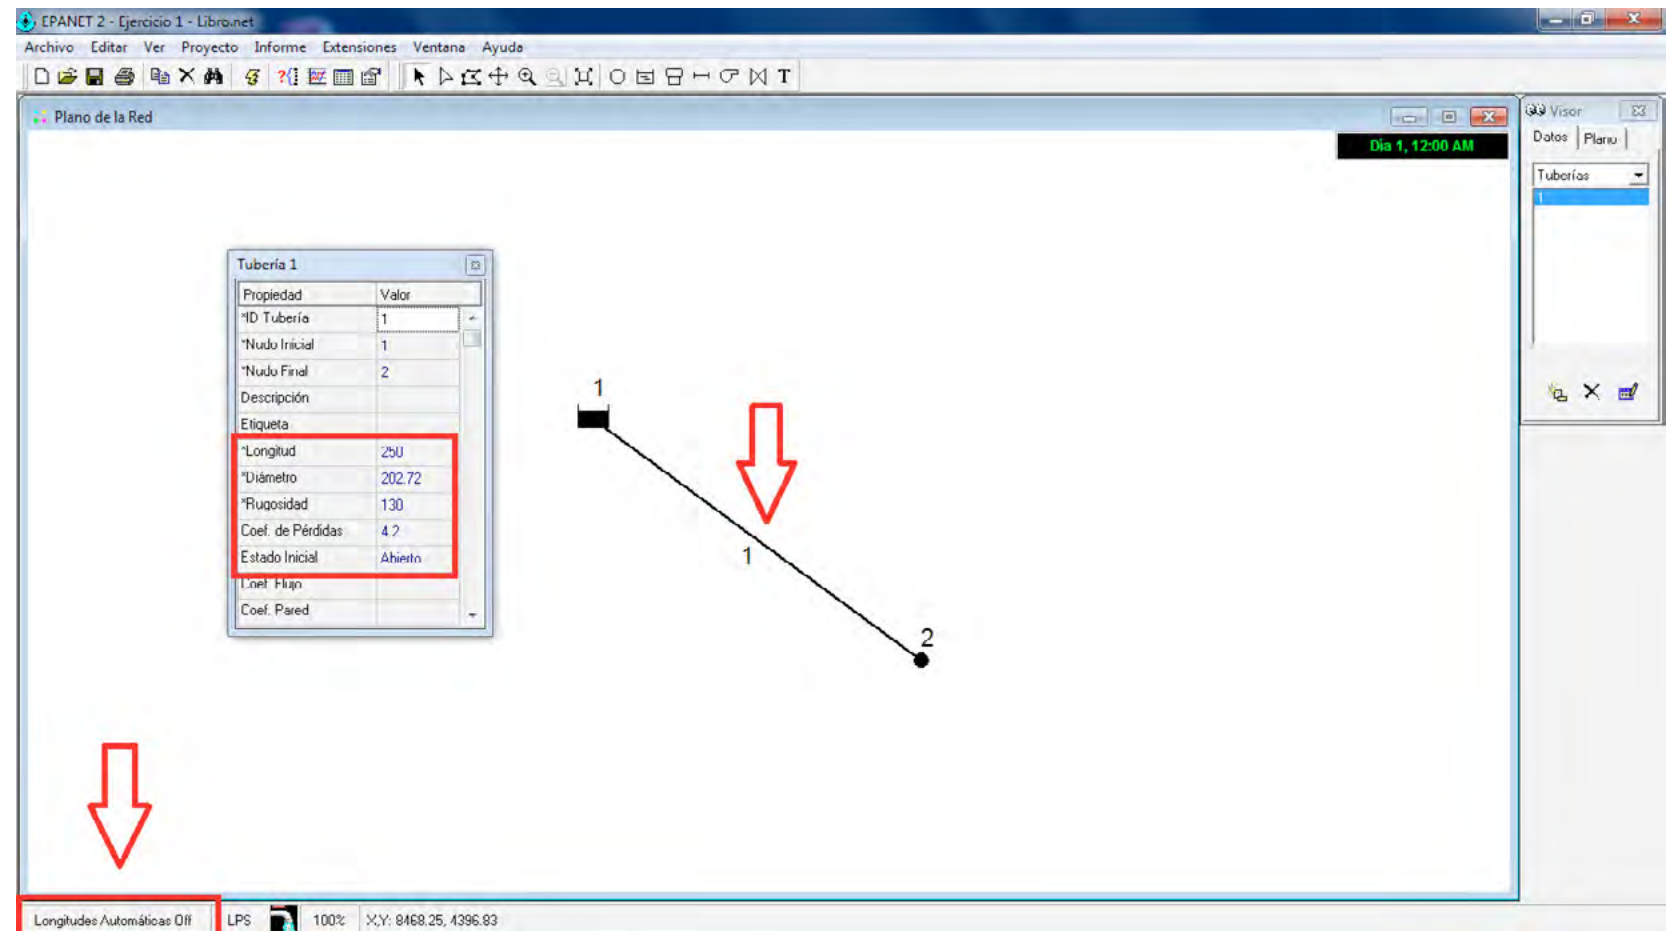 EPANET 2 - Ejercicio 1 - Libro.net
Archivo Editar Ver Proyecto Informe Extensiones Ventana Ayuda
T
Plano de la Red
Dia 1, 12:00 AM
Visor
Datos Plano
Tuberías
1
Tubería 1
Propiedad Valor
*ID Tubería 1
*Nudo Inicial 1
*Nudo Final 2
Descripción
Etiqueta
*Longitud 250
*Diámetro 202.72
*Rugosidad 130
Coef. de Pérdidas 4.2
Estado Inicial Abierto
Coef. Flujo
Coef. Pared
1
1
2
Longitudes Automáticas Off LPS 100% X,Y: 8468.25, 4396.83